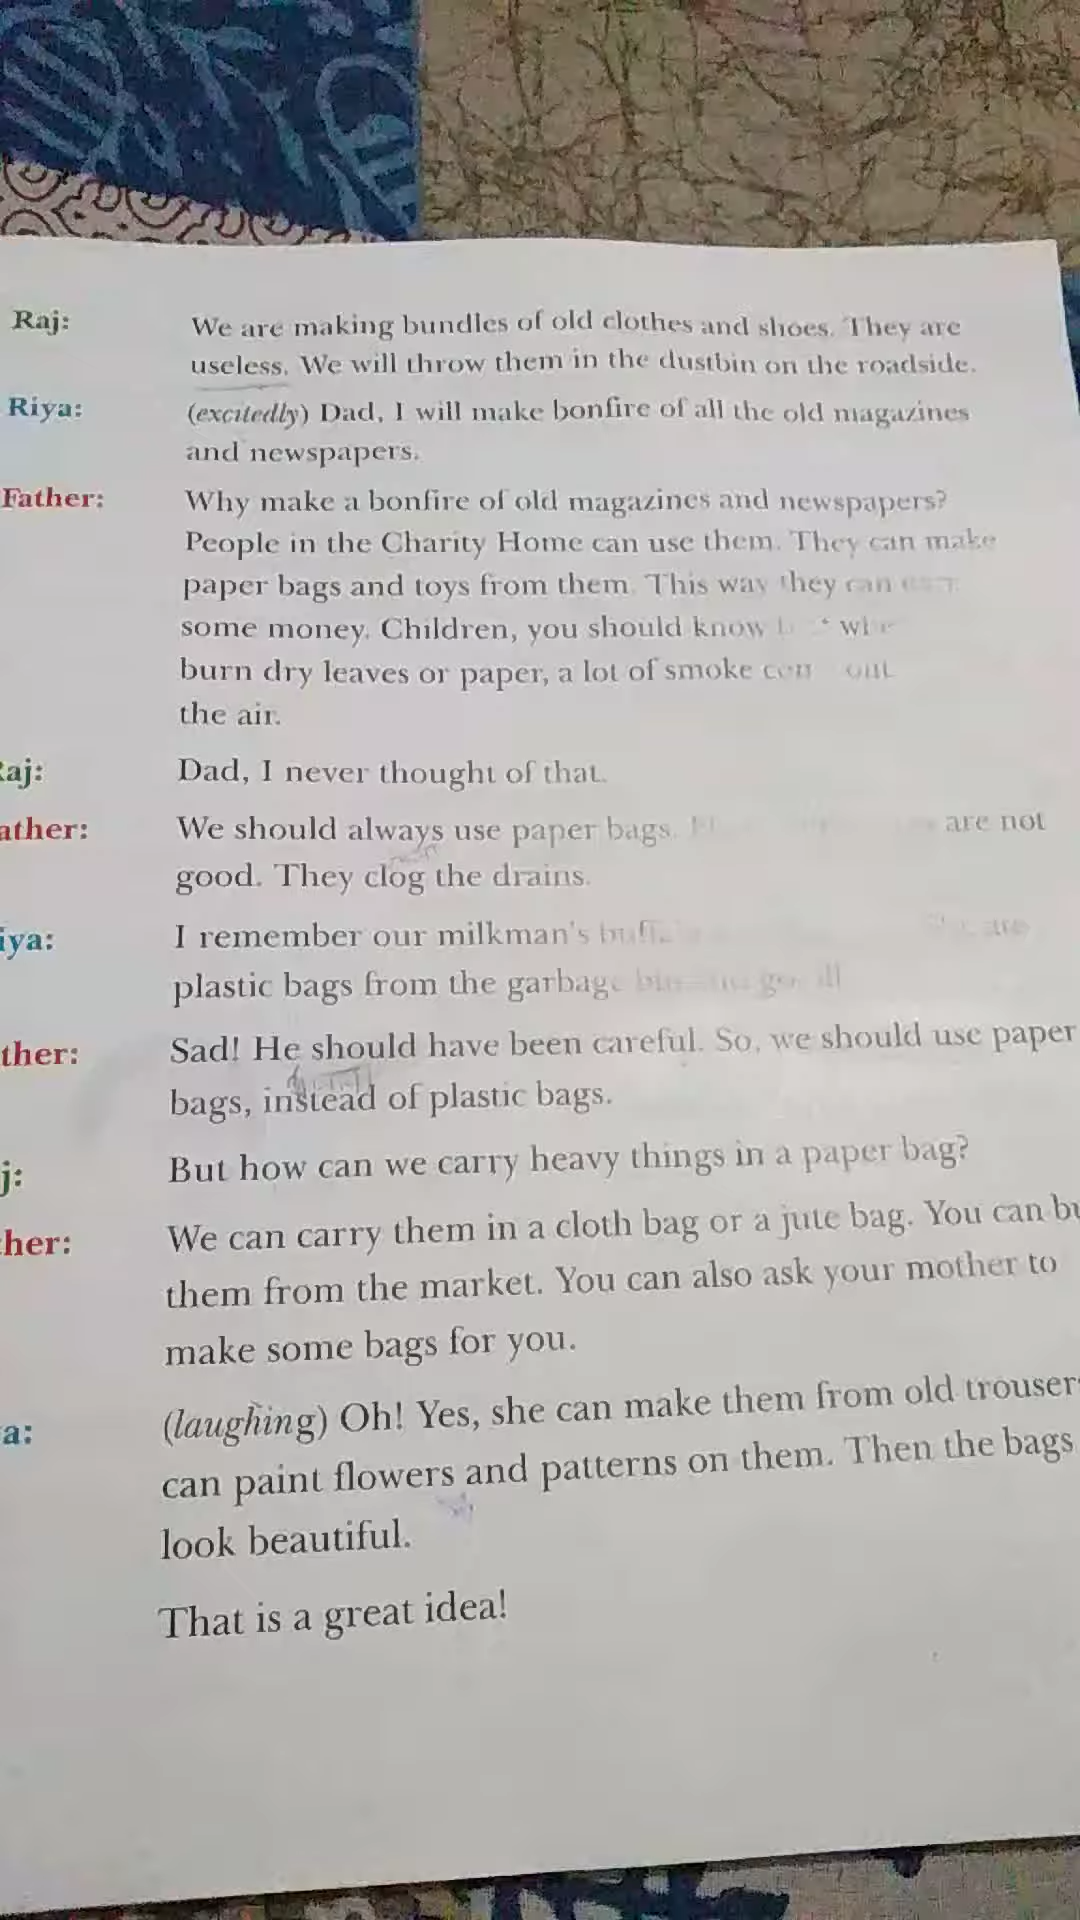 Raj: We are making bundles of old clothes and shoes. They are
useless. We will throw them in the dustbin on the roadside.
Riya: (excitedly) Dad, I will make bonfire of all the old magazines
and newspapers.
Father: Why make a bonfire of old magazines and newspapers?
People in the Charity Home can use them. They can make
paper bags and toys from them. This way they can
some money. Children, you should know
burn dry leaves or paper, a lot of smoke out
the air.
aj: Dad, I never thought of that.
ather: We should always use paper bags. are not
good. They clog the drains.
iya: I remember our milkman's
plastic bags from the garbage
ther: Sad! He should have been careful. So, we should use paper
bags, instead of plastic bags.
j: But how can we carry heavy things in a paper bag?
her: We can carry them in a cloth bag or a jute bag. You can bu
them from the market. You can also ask your mother to
make some bags for you.
a: (laughing) Oh! Yes, she can make them from old trouser
can paint flowers and patterns on them. Then the bags
look beautiful.
That is a great idea!